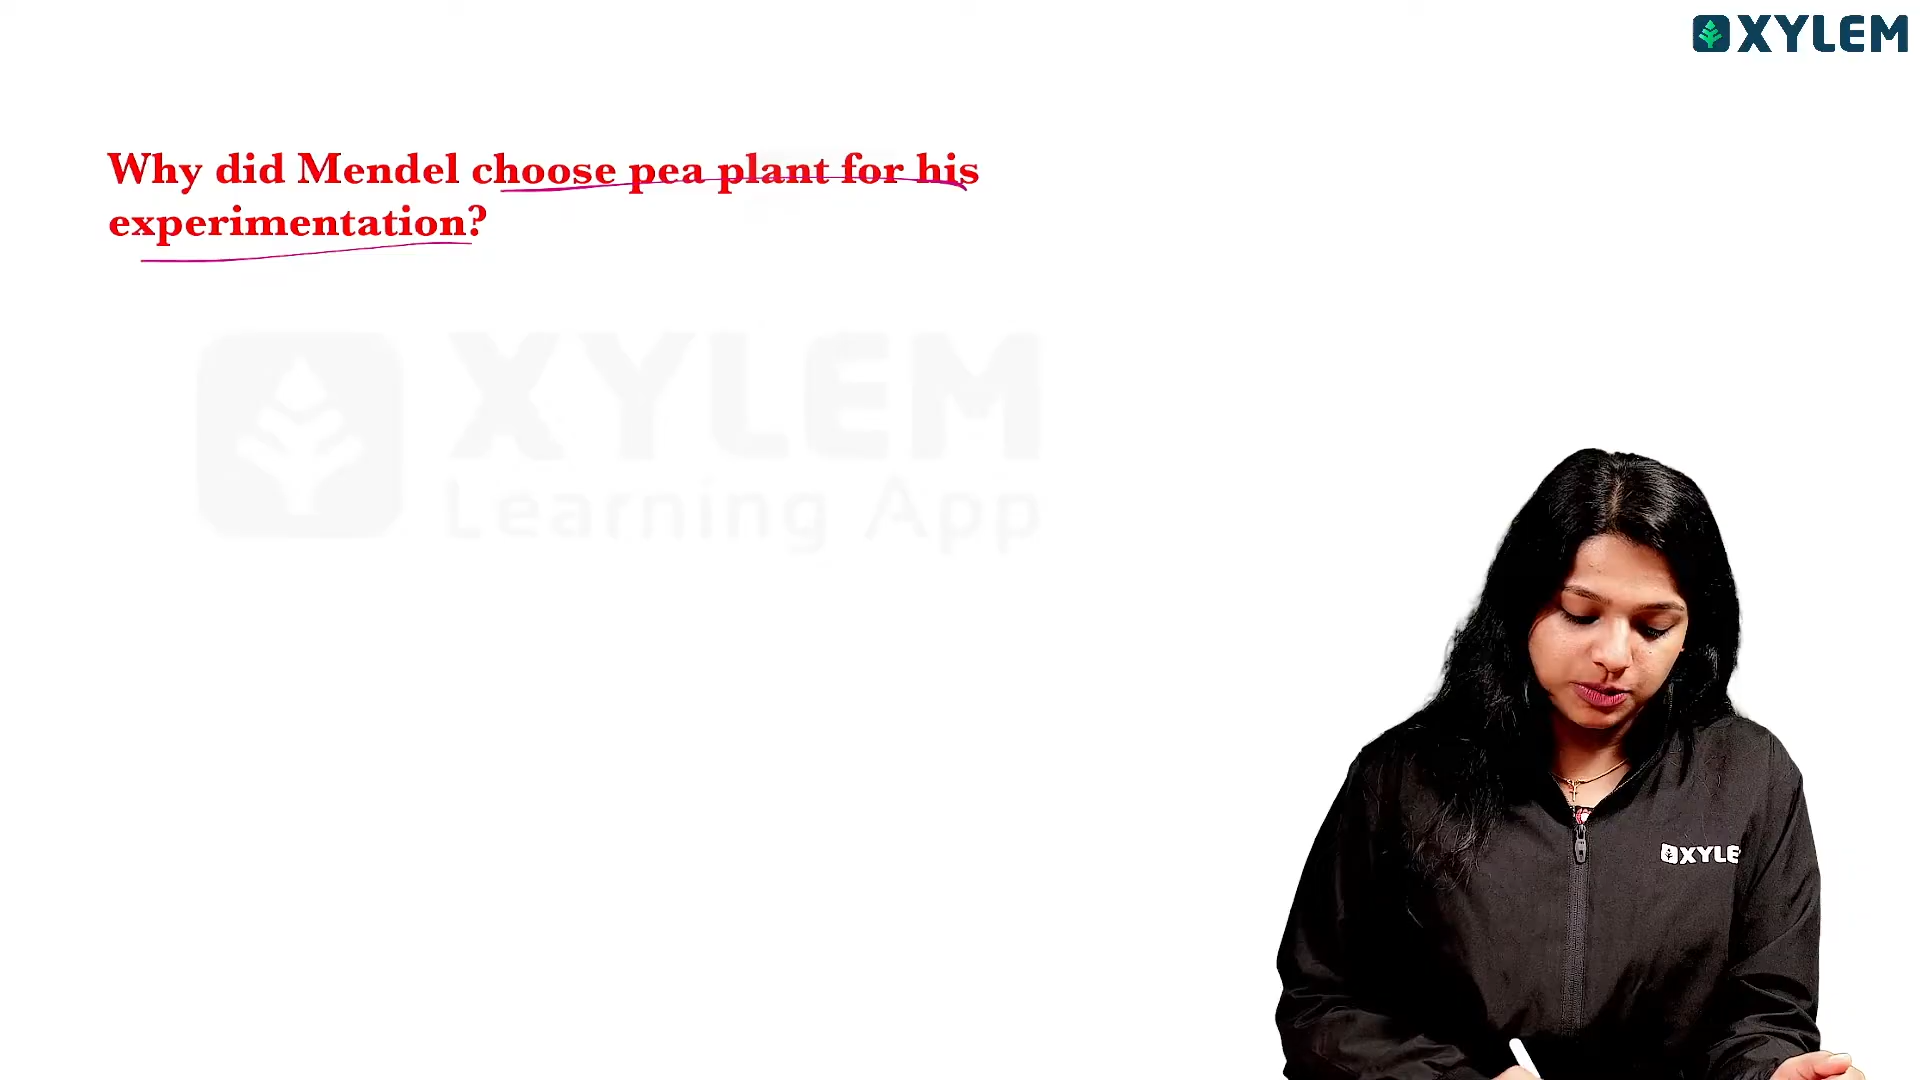 XYLEM
Why did Mendel choose pea plant for his
experimentation?
XYLEM
Learning App
XYLE